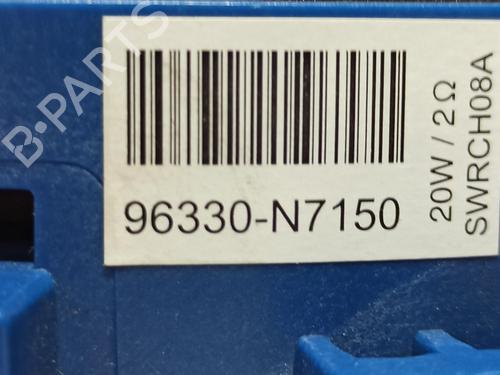 96330-N7150
20W / 2Ω
SWRCH08A
B-PARTS